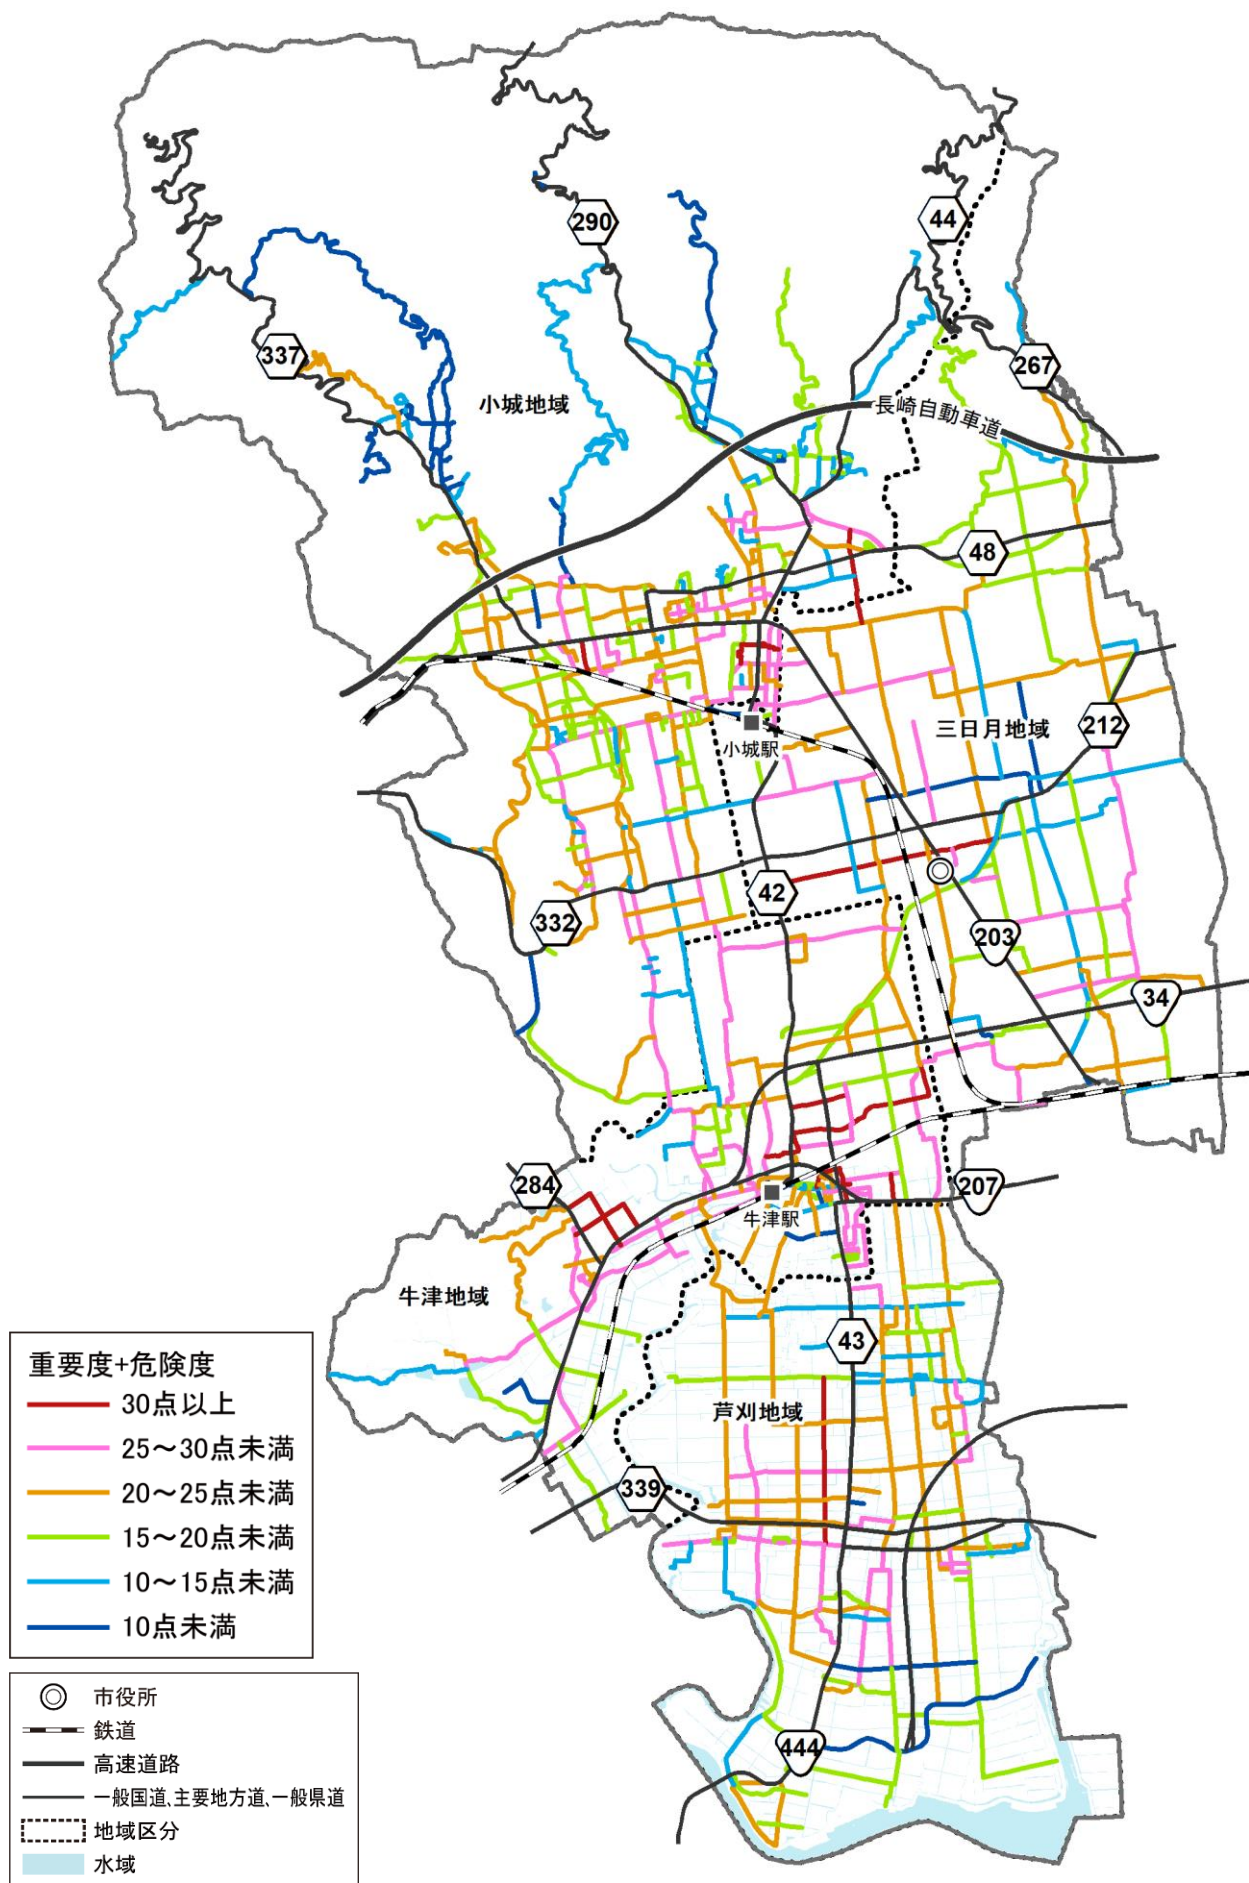 290
44
337
267
小城地域
長崎自動車道
48
三日月地域
212
小城駅
42
332
203
34
284
207
牛津駅
牛津地域
43
芦刈地域
339
444
重要度+危険度
30点以上
25～30点未満
20～25点未満
15～20点未満
10～15点未満
10点未満
市役所
鉄道
高速道路
一般国道､主要地方道､一般県道
地域区分
水域